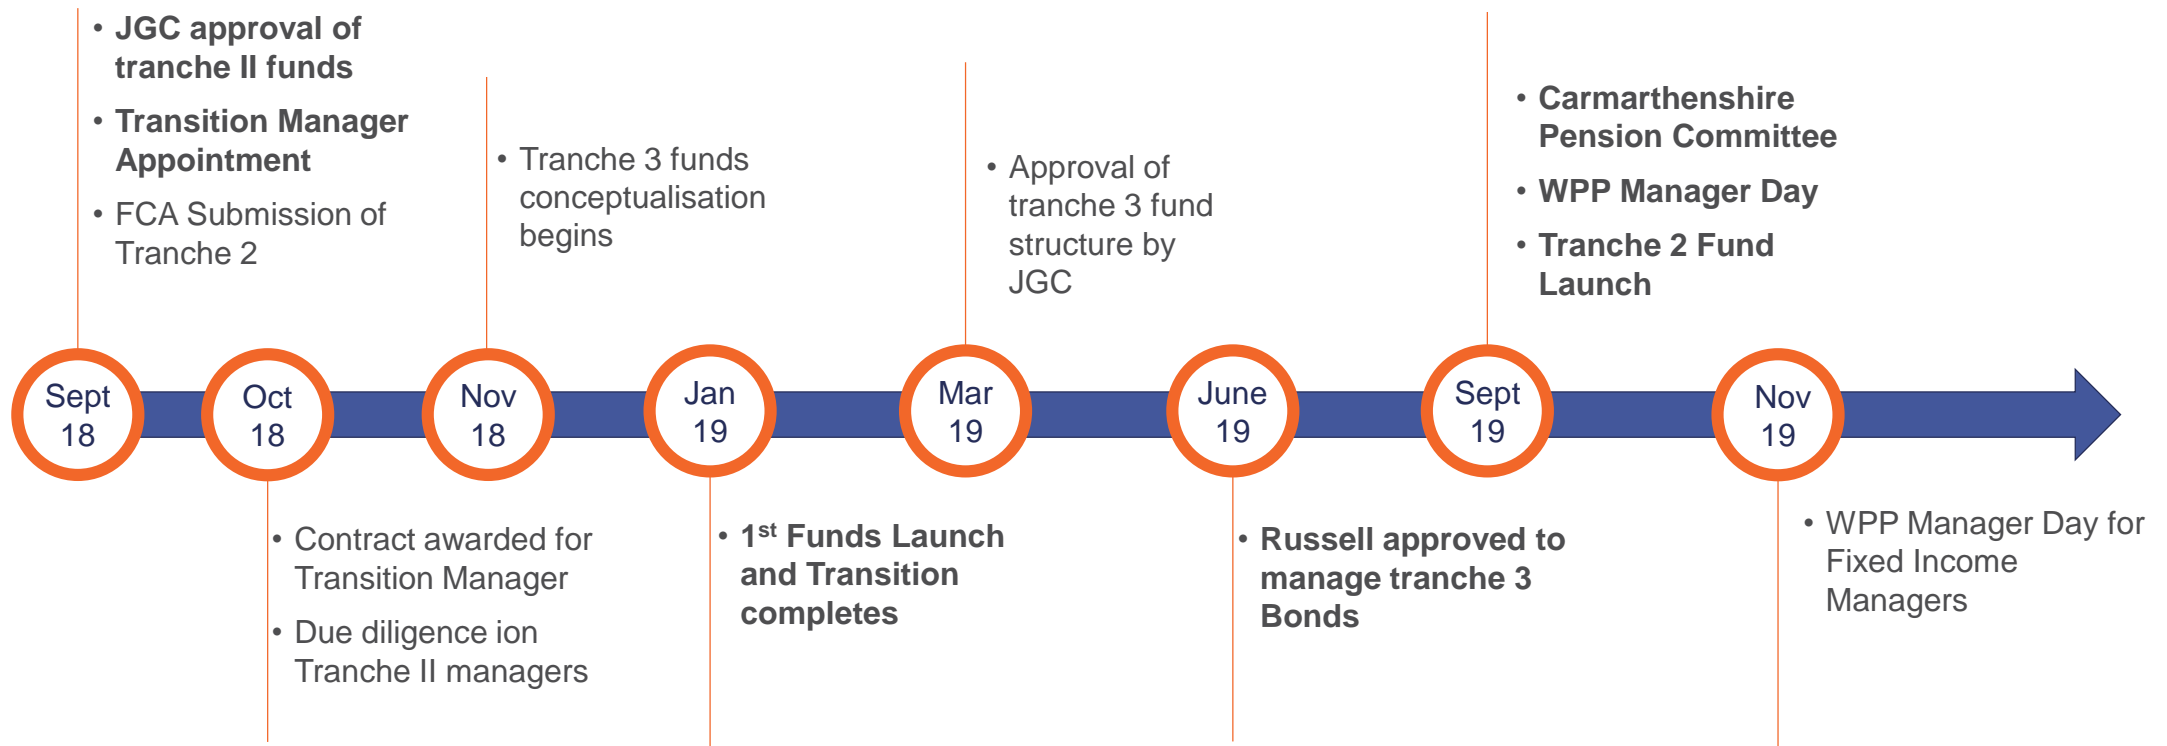 • JGC approval of
tranche II funds
• Transition Manager
Appointment
• FCA Submission of
Tranche 2
• Tranche 3 funds
conceptualisation
begins
• Approval of
tranche 3 fund
structure by
JGC
• Carmarthenshire
Pension Committee
• WPP Manager Day
• Tranche 2 Fund
Launch
Sept
18
Oct
18
Nov
18
Jan
19
Mar
19
June
19
Sept
19
Nov
19
• Contract awarded for
Transition Manager
• Due diligence ion
Tranche II managers
• 1st Funds Launch
and Transition
completes
• Russell approved to
manage tranche 3
Bonds
• WPP Manager Day for
Fixed Income
Managers